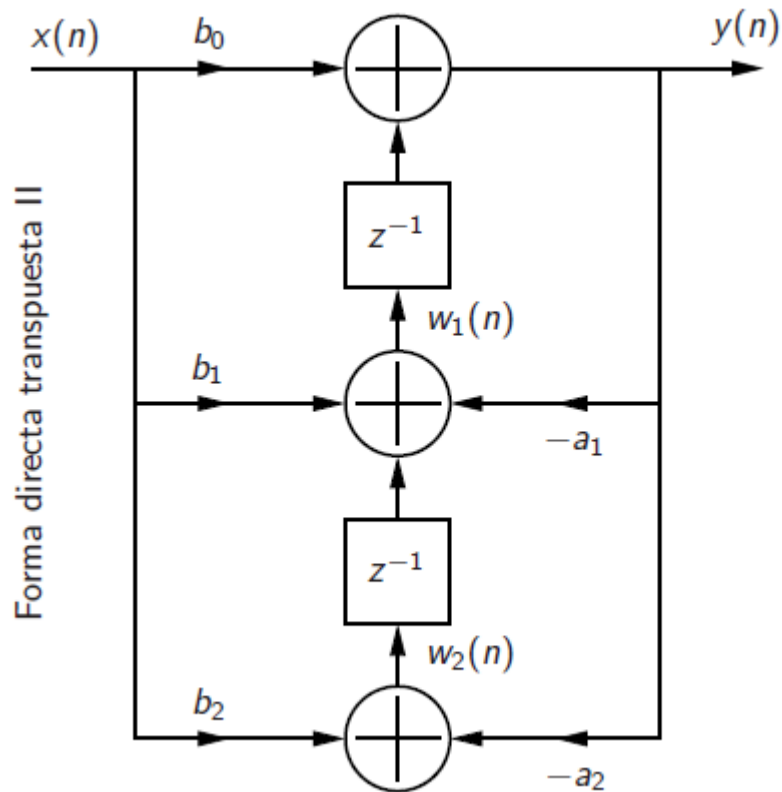 x(n) b₀ y(n)
Forma directa transpuesta II
z⁻¹
w₁(n)
b₁
−a₁
z⁻¹
w₂(n)
b₂
−a₂